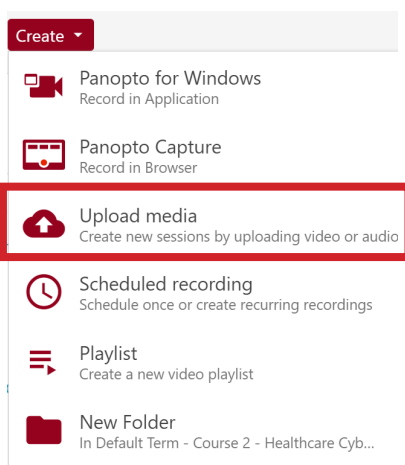 Create
Panopto for Windows
Record in Application
Panopto Capture
Record in Browser
Upload media
Create new sessions by uploading video or audio
Scheduled recording
Schedule once or create recurring recordings
Playlist
Create a new video playlist
New Folder
In Default Term - Course 2 - Healthcare Cyb...